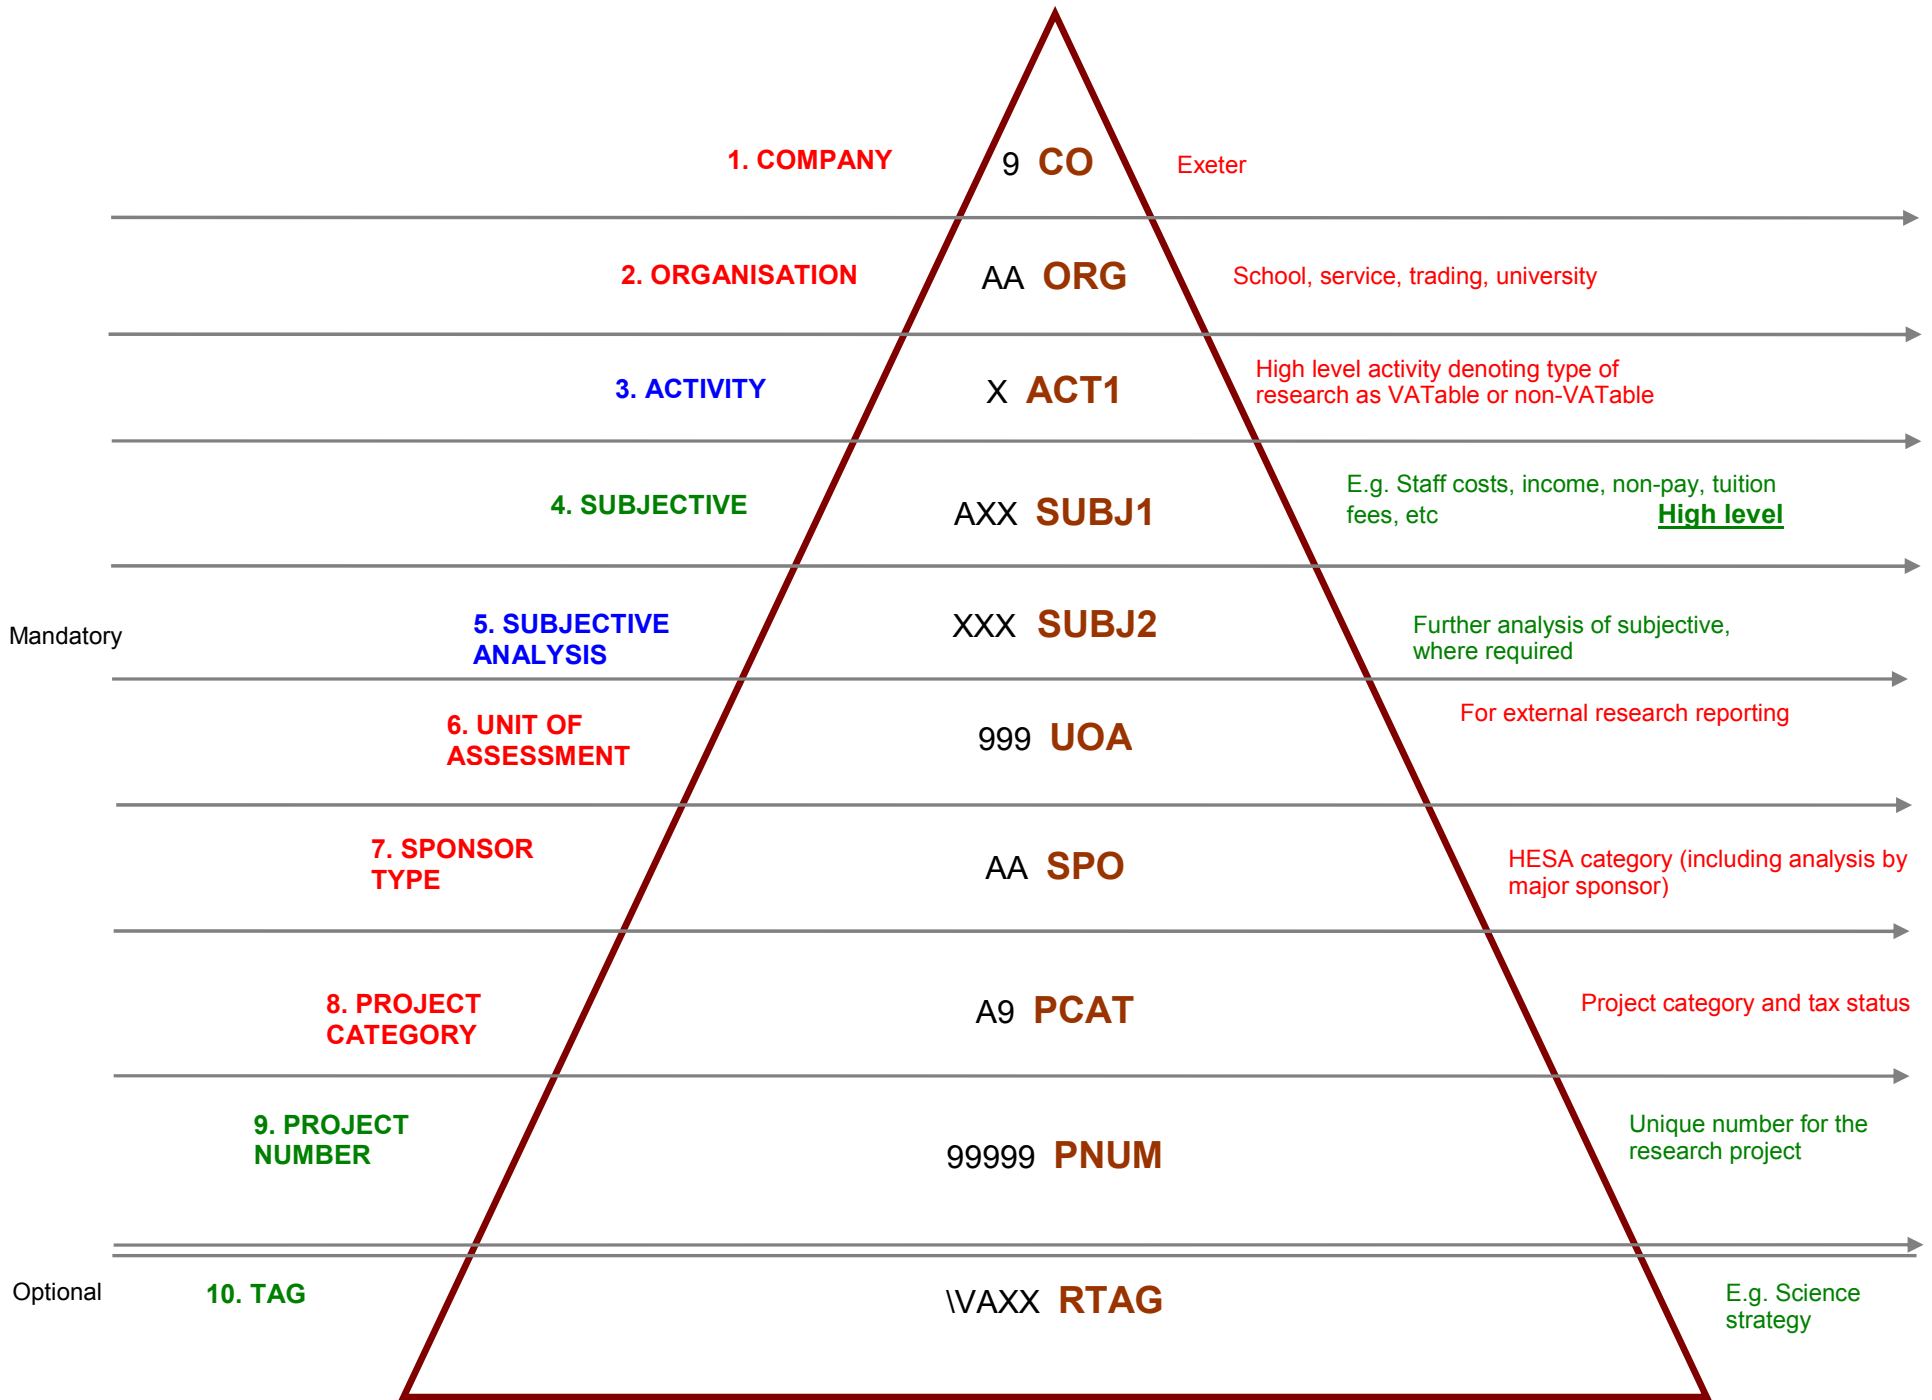 1. COMPANY
9 CO
Exeter
2. ORGANISATION
AA ORG
School, service, trading, university
3. ACTIVITY
X ACT1
High level activity denoting type of
research as VATable or non-VATable
4. SUBJECTIVE
AXX SUBJ1
E.g. Staff costs, income, non-pay, tuition
fees, etc High level
Mandatory
5. SUBJECTIVE
ANALYSIS
XXX SUBJ2
Further analysis of subjective,
where required
6. UNIT OF
ASSESSMENT
999 UOA
For external research reporting
7. SPONSOR
TYPE
AA SPO
HESA category (including analysis by
major sponsor)
8. PROJECT
CATEGORY
A9 PCAT
Project category and tax status
9. PROJECT
NUMBER
99999 PNUM
Unique number for the
research project
Optional
10. TAG
\VAXX RTAG
E.g. Science
strategy